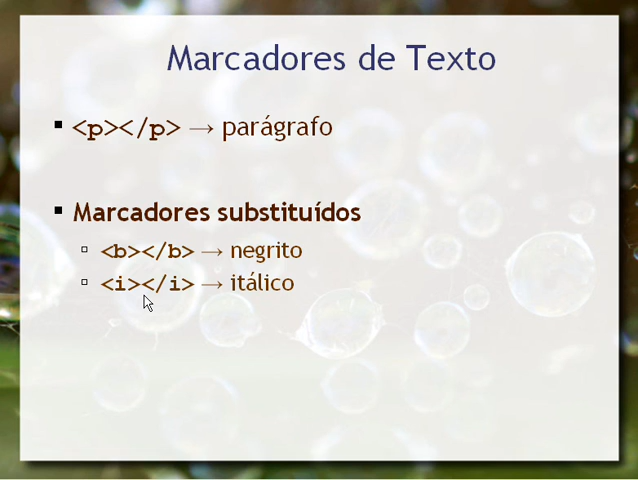 Marcadores de Texto
<p></p> → parágrafo
Marcadores substituídos
<b></b> → negrito
<i></i> → itálico